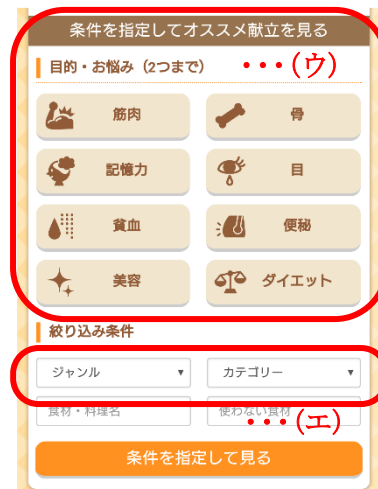 条件を指定してオススメ献立を見る
目的・お悩み（2つまで） ・・・(ウ)
筋肉 骨
記憶力 目
貧血 便秘
美容 ダイエット
絞り込み条件
ジャンル カテゴリー
食材・料理名 使わない食材
・・・(エ)
条件を指定して見る